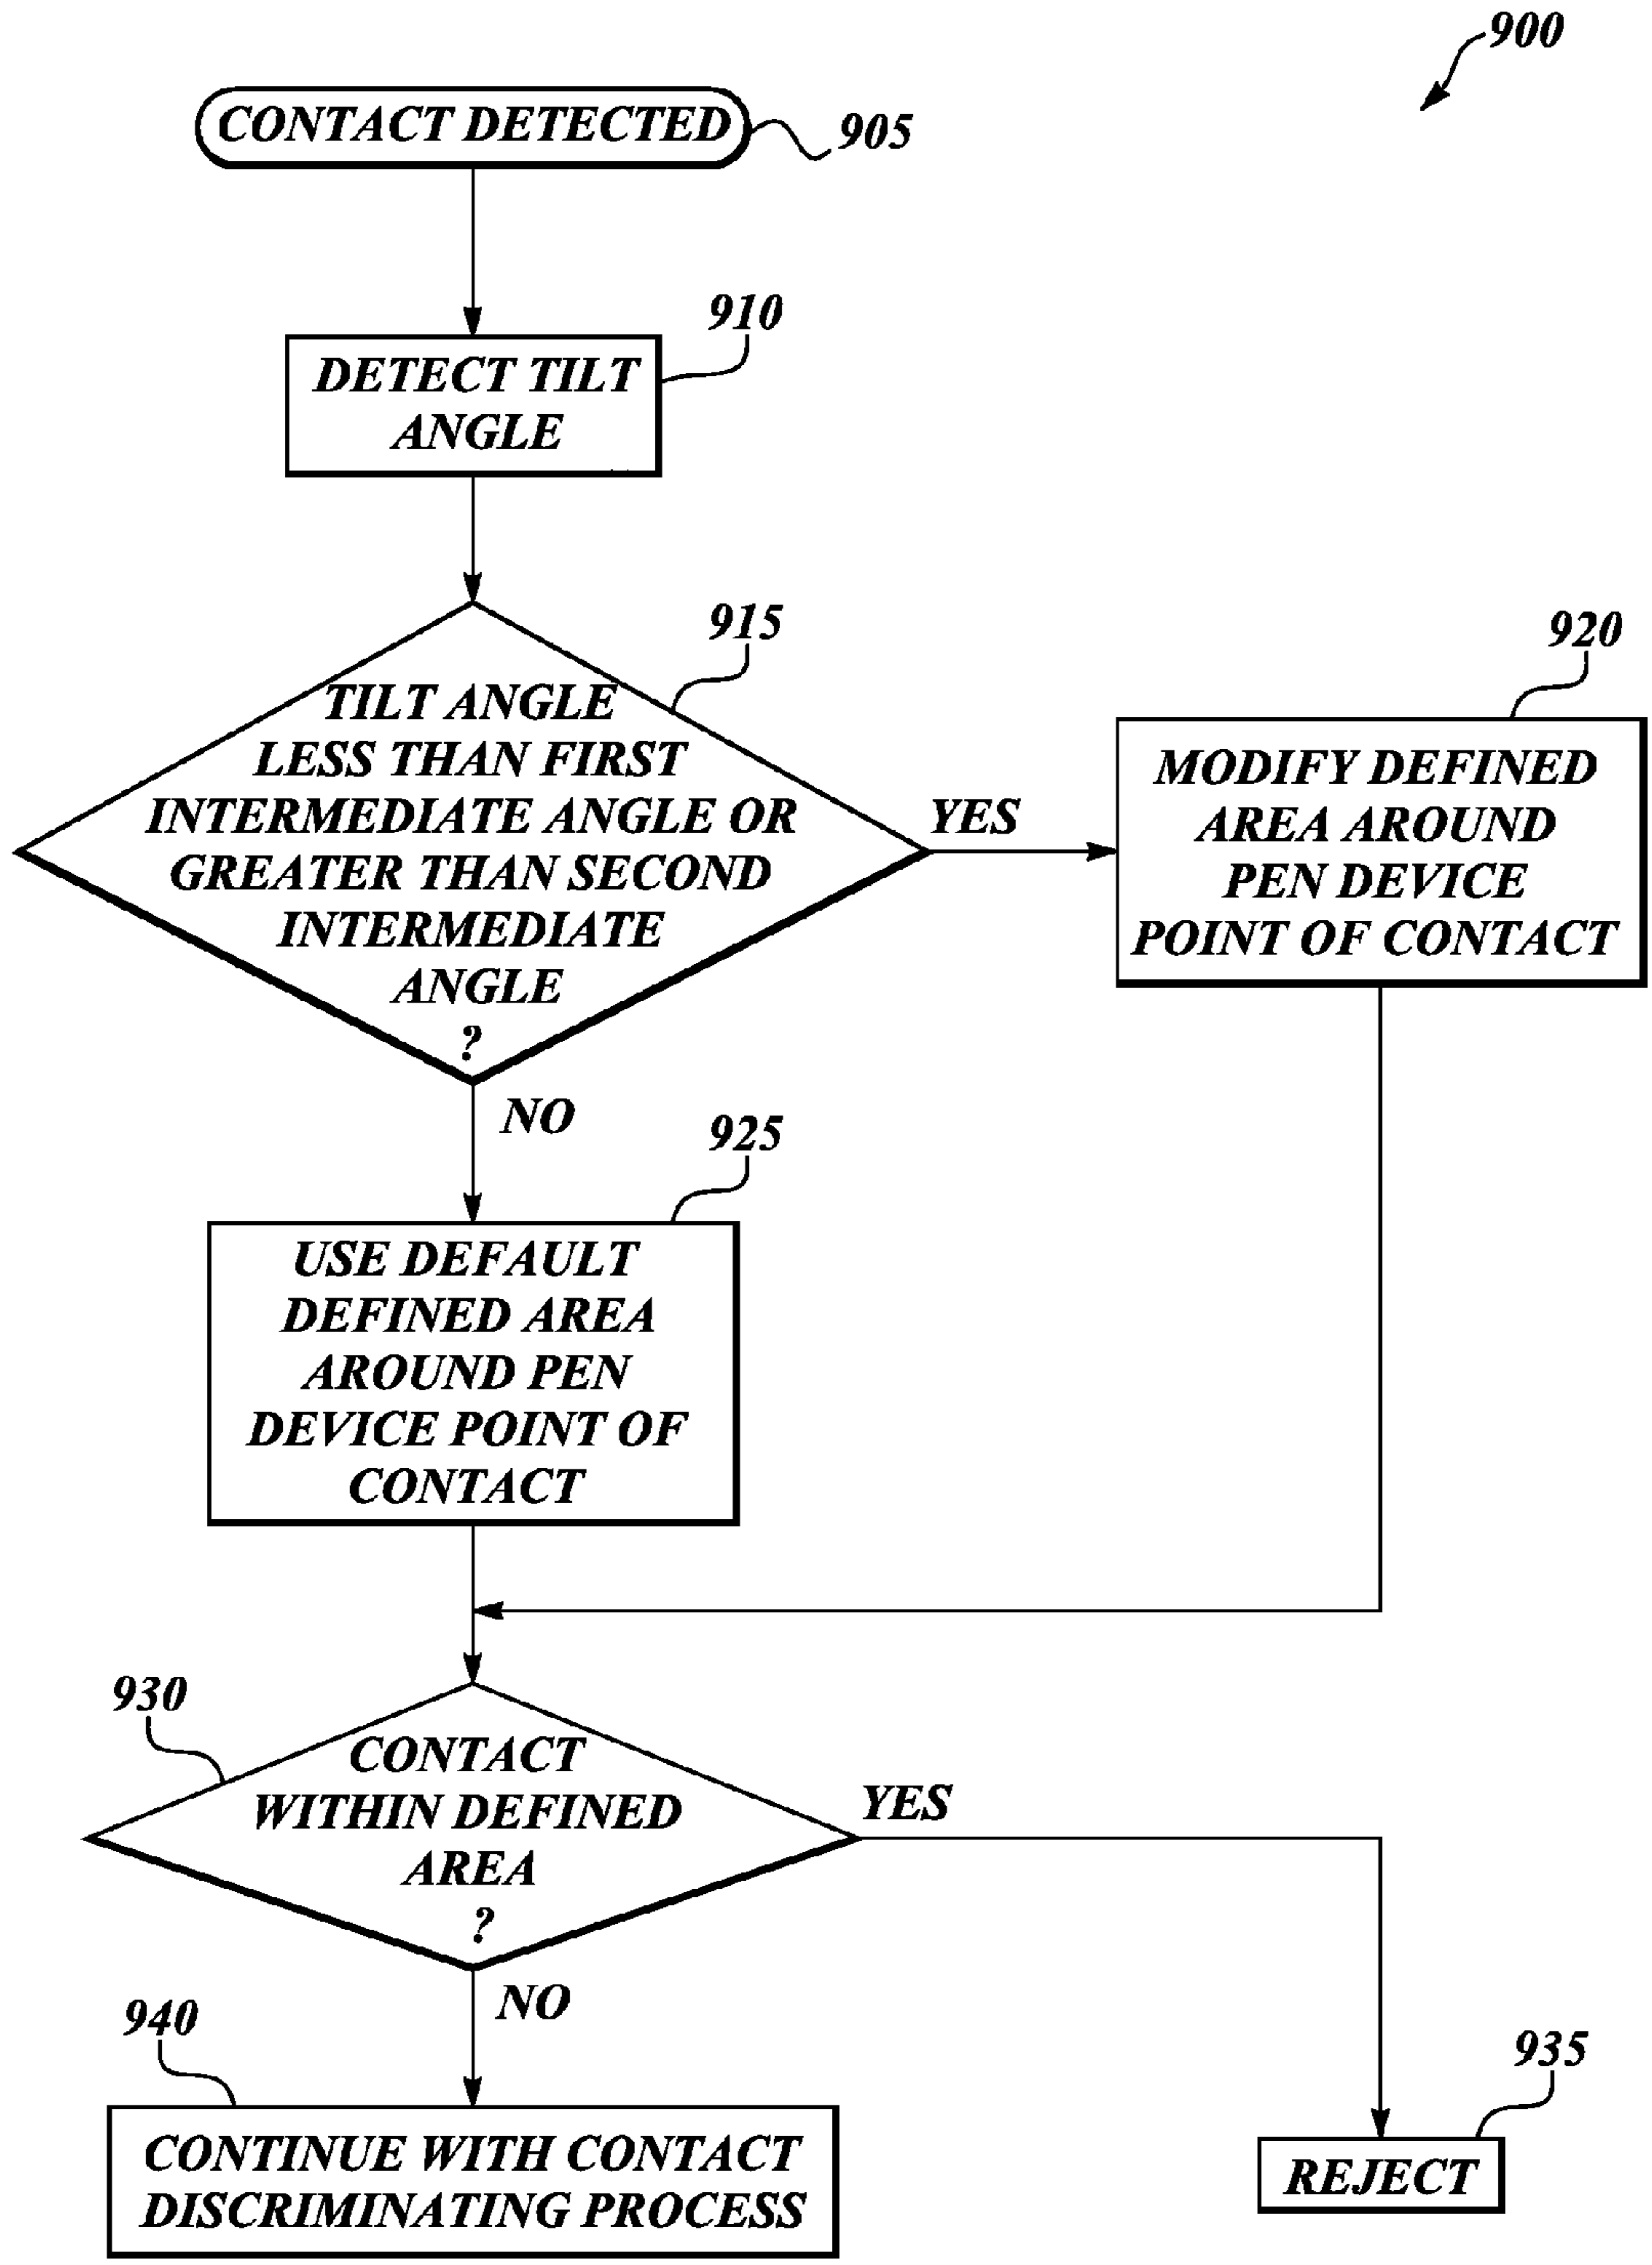 900
CONTACT DETECTED
905
910
DETECT TILT
ANGLE
915
TILT ANGLE
LESS THAN FIRST
INTERMEDIATE ANGLE OR
GREATER THAN SECOND
INTERMEDIATE
ANGLE
?
YES
920
MODIFY DEFINED
AREA AROUND
PEN DEVICE
POINT OF CONTACT
NO
925
USE DEFAULT
DEFINED AREA
AROUND PEN
DEVICE POINT OF
CONTACT
930
CONTACT
WITHIN DEFINED
AREA
?
YES
NO
940
CONTINUE WITH CONTACT
DISCRIMINATING PROCESS
935
REJECT